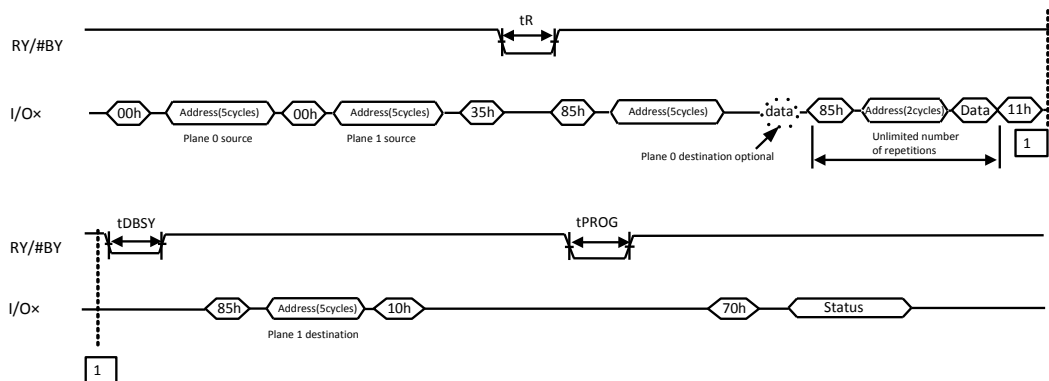 tR
RY/#BY
I/O×
00h Address(5cycles) 00h Address(5cycles) 35h 85h Address(5cycles) data 85h Address(2cycles) Data 11h
Plane 0 source Plane 1 source Plane 0 destination optional Unlimited number
of repetitions
1
tDBSY tPROG
RY/#BY
I/O×
85h Address(5cycles) 10h 70h Status
Plane 1 destination
1